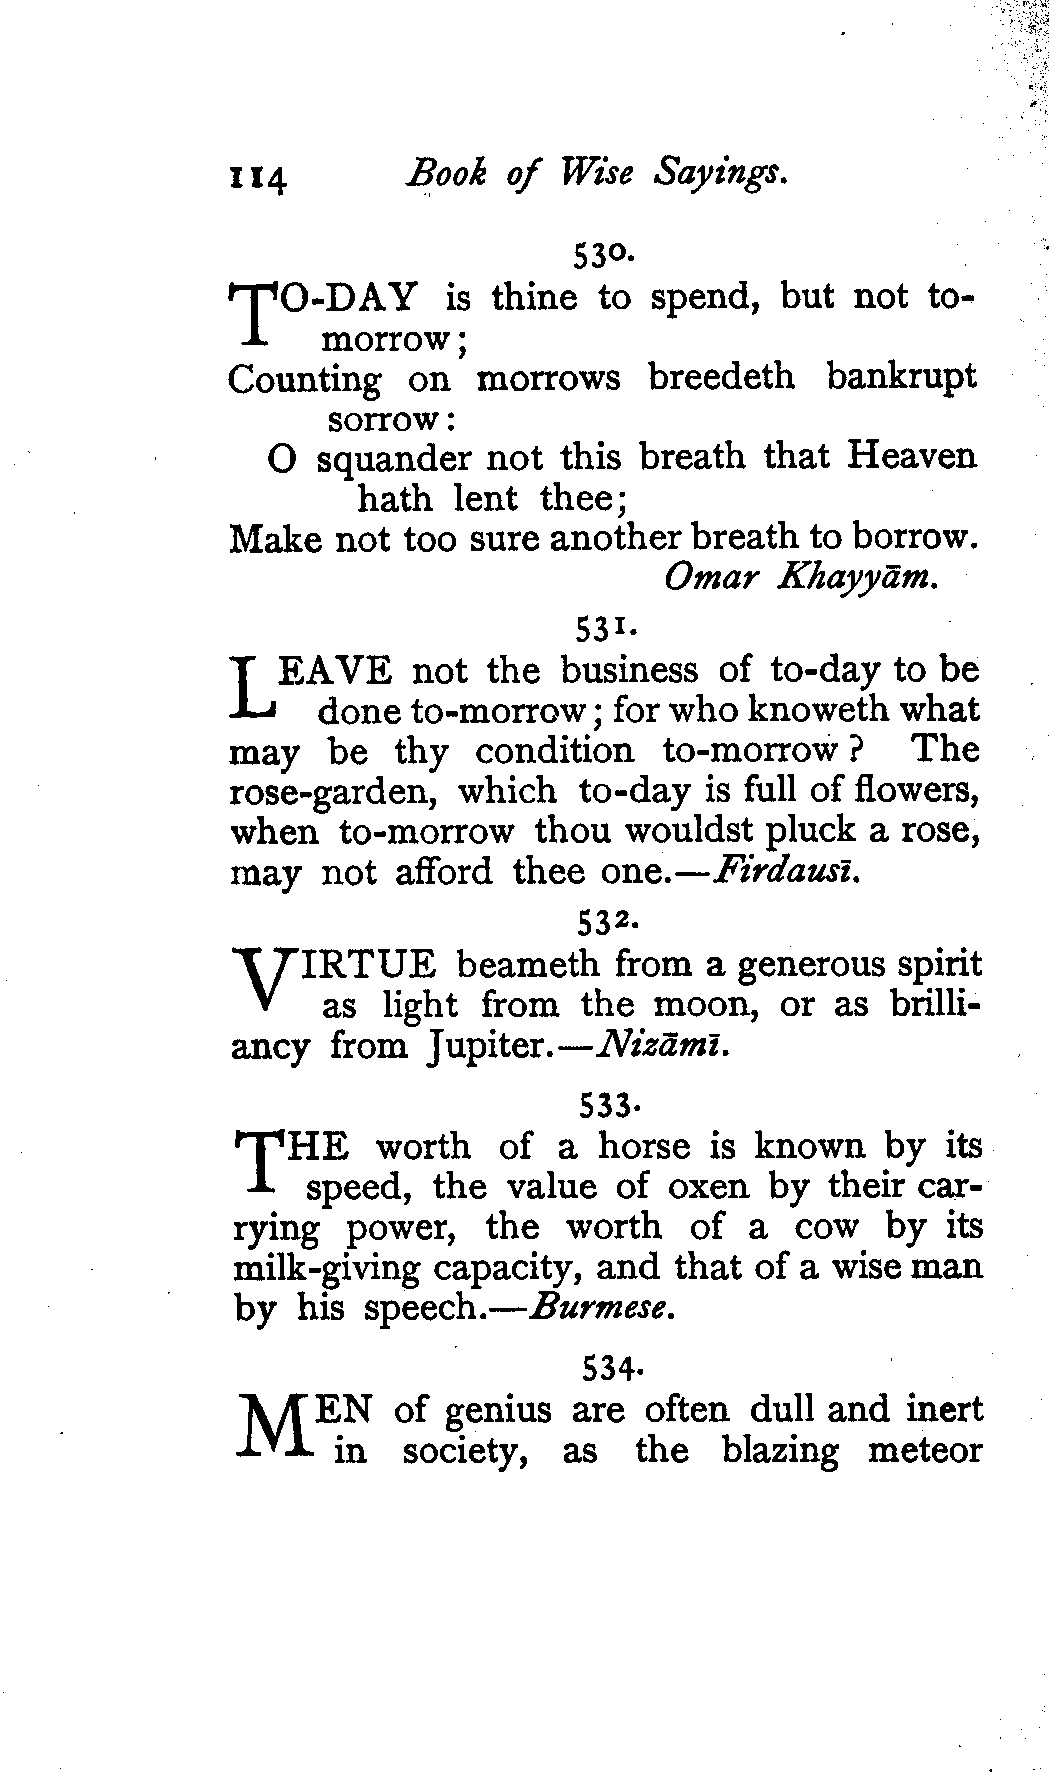 114 Book of Wise Sayings.
530.
TO-DAY is thine to spend, but not to-
morrow;
Counting on morrows breedeth bankrupt
sorrow:
O squander not this breath that Heaven
hath lent thee;
Make not too sure another breath to borrow.
Omar Khayyām.
531.
LEAVE not the business of to-day to be
done to-morrow; for who knoweth what
may be thy condition to-morrow? The
rose-garden, which to-day is full of flowers,
when to-morrow thou wouldst pluck a rose,
may not afford thee one.—Firdausī.
532.
VIRTUE beameth from a generous spirit
as light from the moon, or as brilli-
ancy from Jupiter.—Nizāmī.
533.
THE worth of a horse is known by its
speed, the value of oxen by their car-
rying power, the worth of a cow by its
milk-giving capacity, and that of a wise man
by his speech.—Burmese.
534.
MEN of genius are often dull and inert
in society, as the blazing meteor